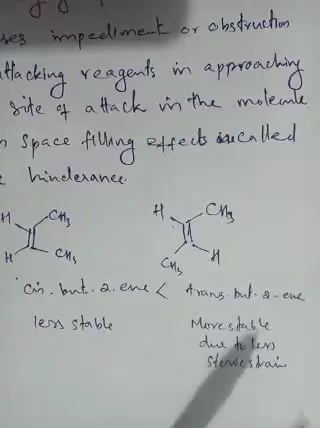 ses impediment or obstruction
attacking reagents in approaching
site of attack in the molecule
space filling effects is called
hinderance.
H CH₃ H CH₃
H CH₃ CH₃ H
Cis-but-2-ene < trans-but-2-ene
less stable More stable
due to less
steric strain